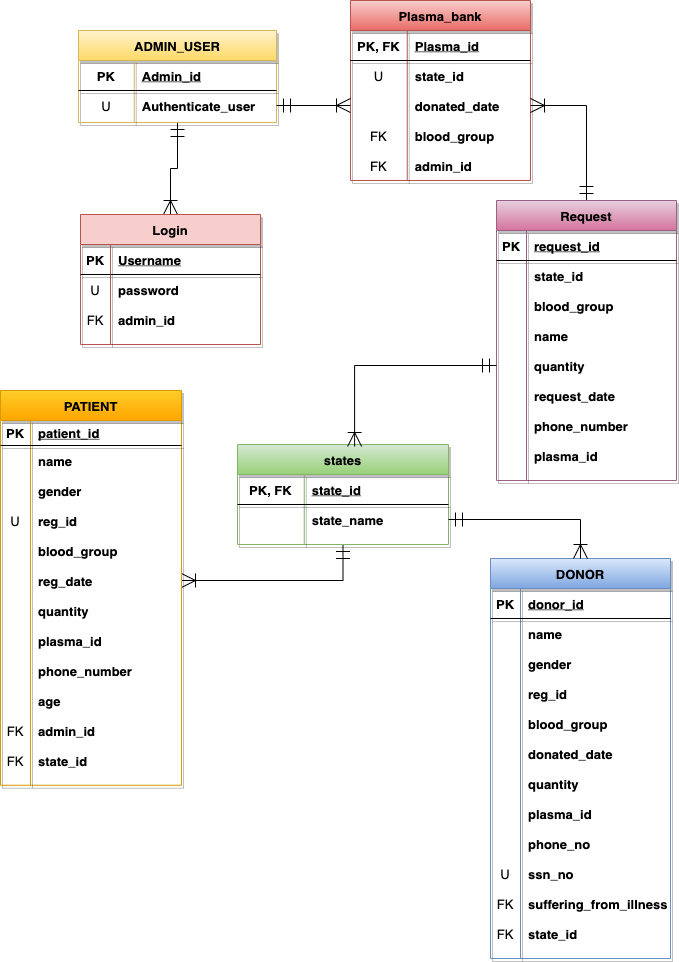 Plasma_bank
PK, FK Plasma_id
U state_id
donated_date
FK blood_group
FK admin_id
ADMIN_USER
PK Admin_id
U Authenticate_user
Request
PK request_id
state_id
blood_group
name
quantity
request_date
phone_number
plasma_id
Login
PK Username
U password
FK admin_id
PATIENT
PK patient_id
name
gender
U reg_id
blood_group
reg_date
quantity
plasma_id
phone_number
age
FK admin_id
FK state_id
states
PK, FK state_id
state_name
DONOR
PK donor_id
name
gender
reg_id
blood_group
donated_date
quantity
plasma_id
phone_no
U ssn_no
FK suffering_from_illness
FK state_id